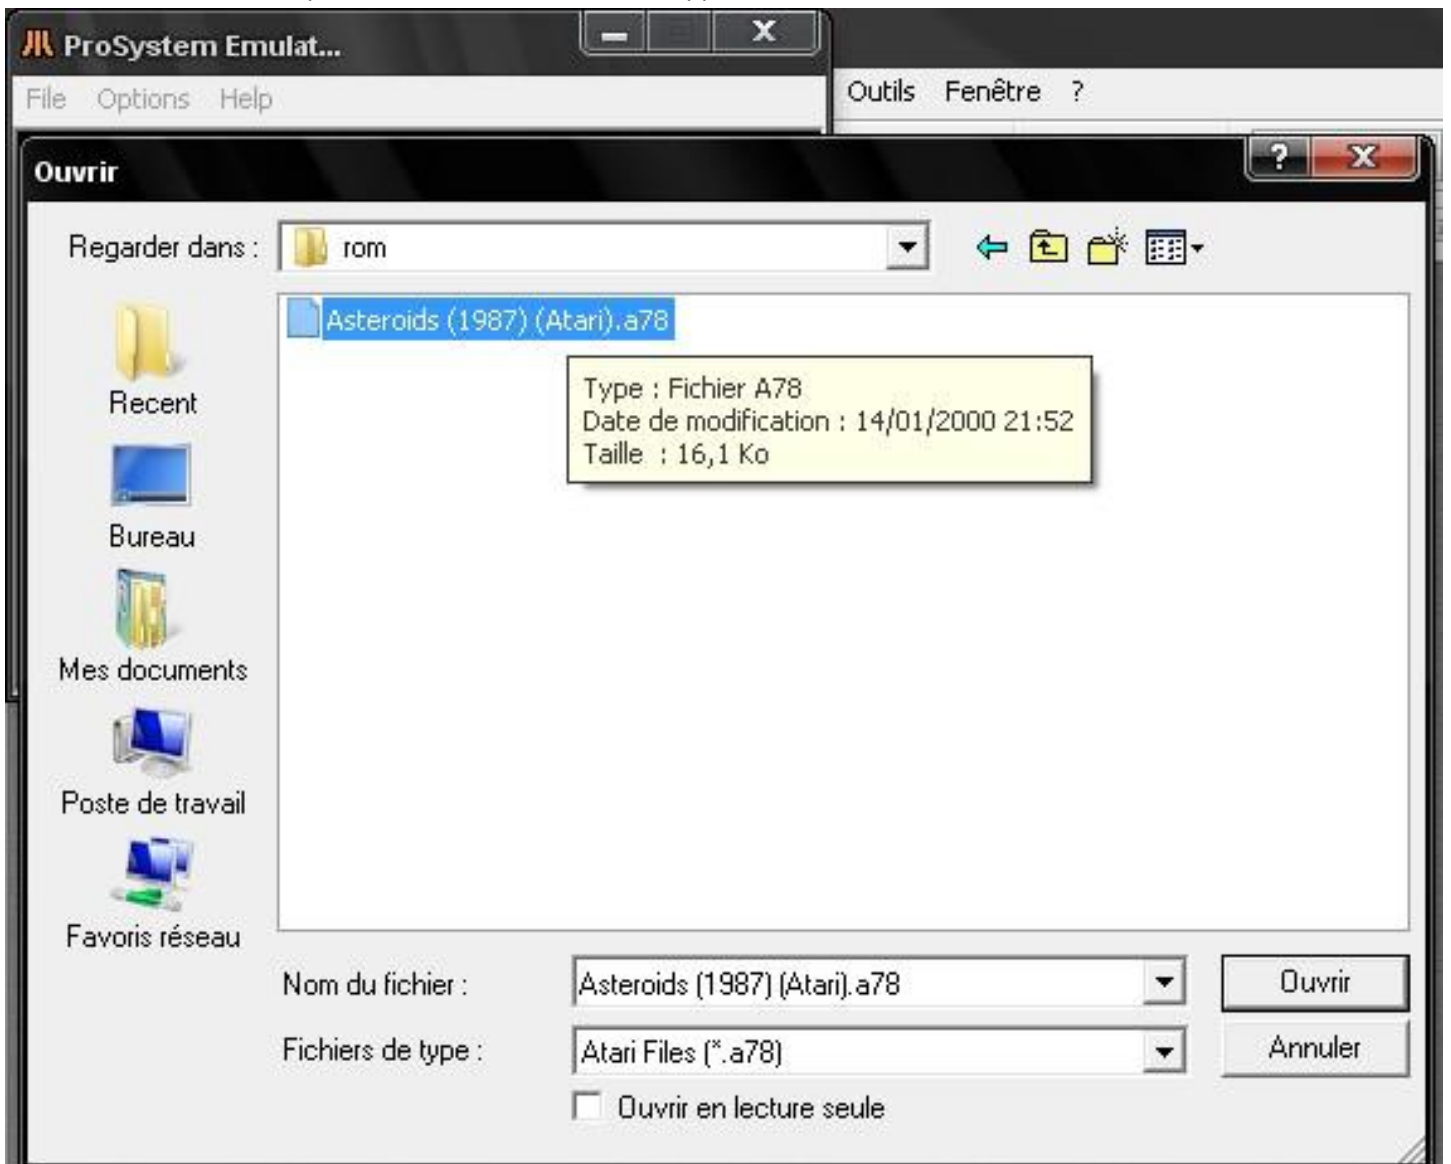 ProSystem Emulat...
File Options Help
Outils Fenêtre ?
Ouvrir
Regarder dans :
rom
Asteroids (1987) (Atari).a78
Type : Fichier A78
Date de modification : 14/01/2000 21:52
Taille : 16,1 Ko
Recent
Bureau
Mes documents
Poste de travail
Favoris réseau
Nom du fichier :
Asteroids (1987) (Atari).a78
Ouvrir
Fichiers de type :
Atari Files (*.a78)
Annuler
Ouvrir en lecture seule